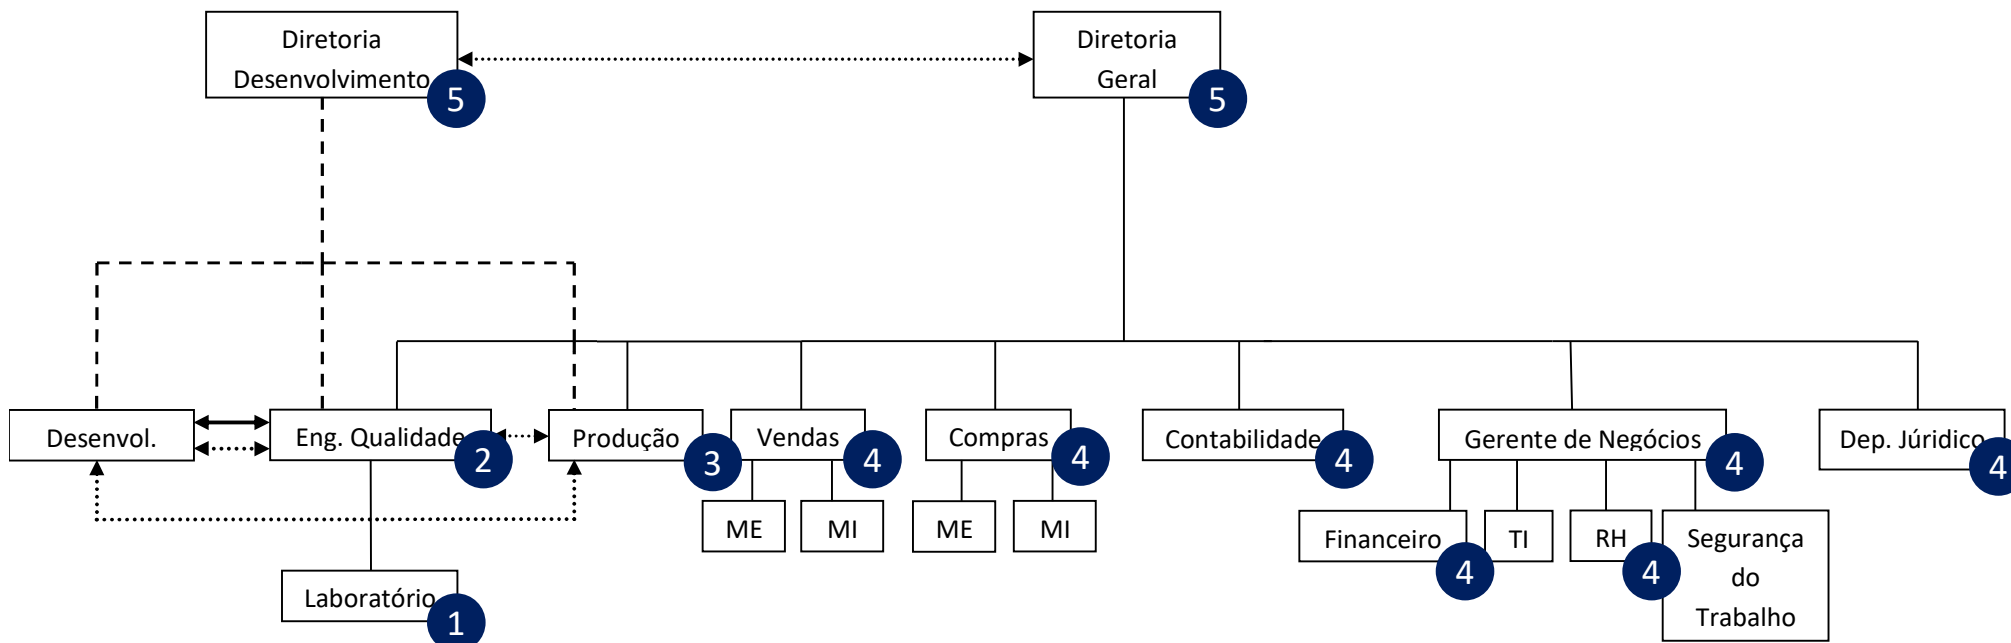 Diretoria
Desenvolvimento
5
Diretoria
Geral
5
Desenvol.
Eng. Qualidade
2
Produção
3
Vendas
4
Compras
4
Contabilidade
4
Gerente de Negócios
4
Dep. Júridico
4
ME
MI
ME
MI
Financeiro
4
TI
RH
4
Segurança
do
Trabalho
Laboratório
1